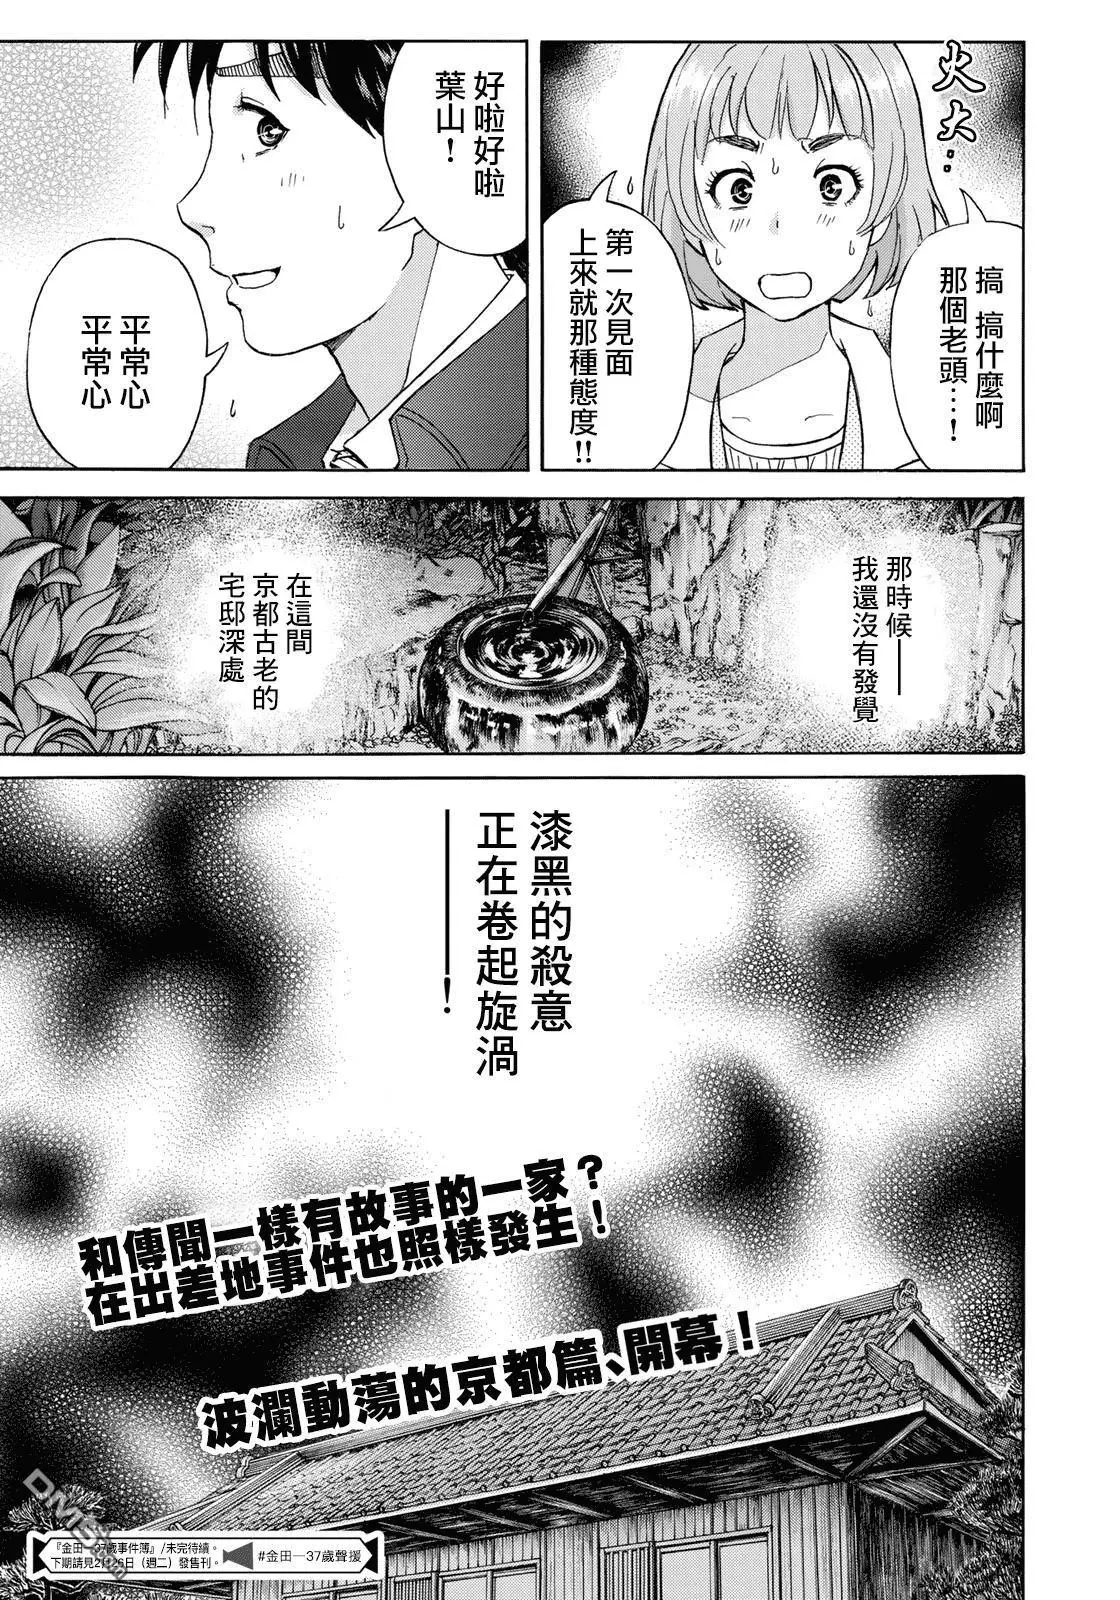 火大…
搞 搞什麼啊
那個老頭…！
第一次見面
上來就那種態度!!
好啦好啦
葉山！
平常心
平常心
那時候——
我還沒有發覺
在這間
京都古老的
宅邸深處
漆黑的殺意
正在卷起旋渦
——！
和傳聞一樣有故事的一家？
在出差地事件也照樣發生！
波瀾動蕩的京都篇、開幕！
『金田一37歲事件簿』/未完待續。
下期請見2月26日（週二）發售刊。
#金田一37歲聲援